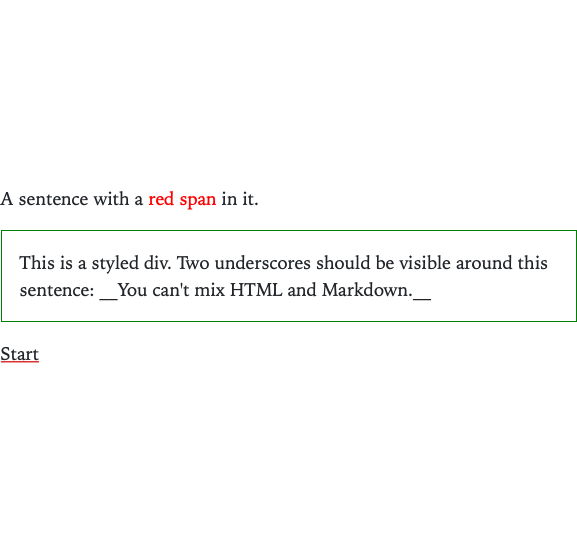 A sentence with a red span in it.
This is a styled div. Two underscores should be visible around this
sentence: __You can't mix HTML and Markdown.__
Start